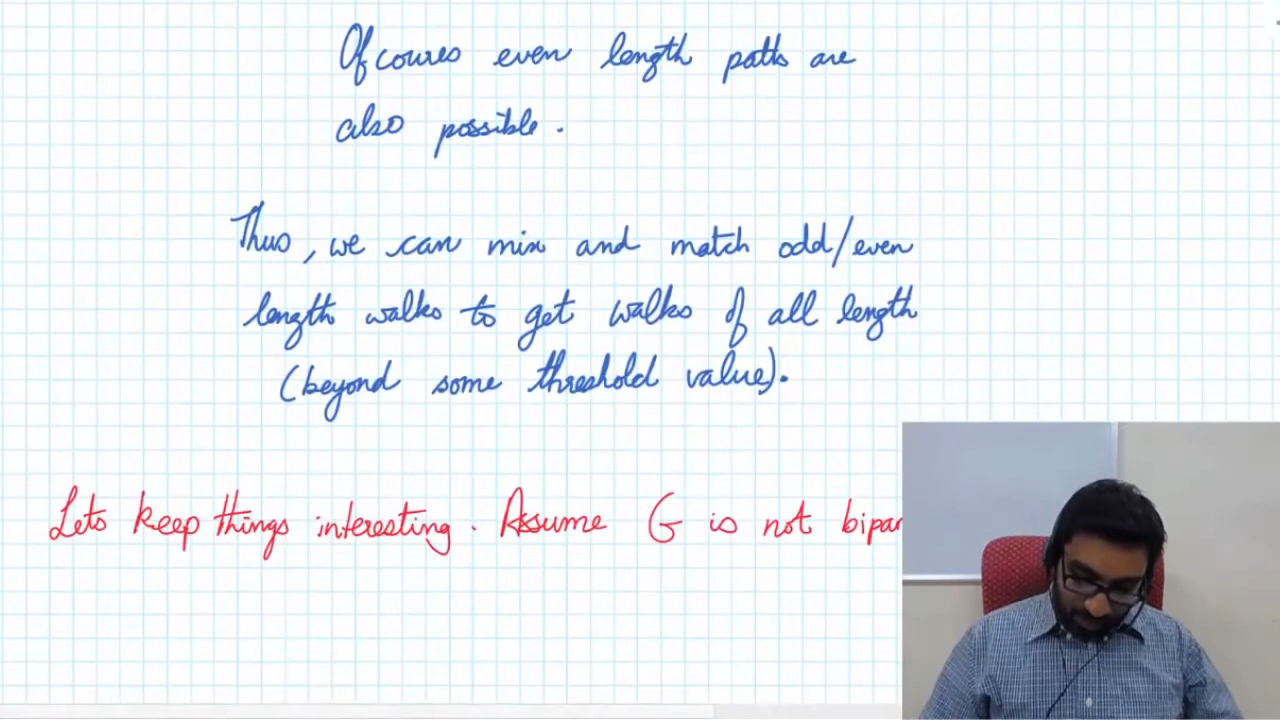 Of coures even length paths are
also possible.
Thus, we can mix and match odd/even
length walks to get walks of all length
(beyond some threshold value).
Lets keep things interesting. Assume G is not bipar